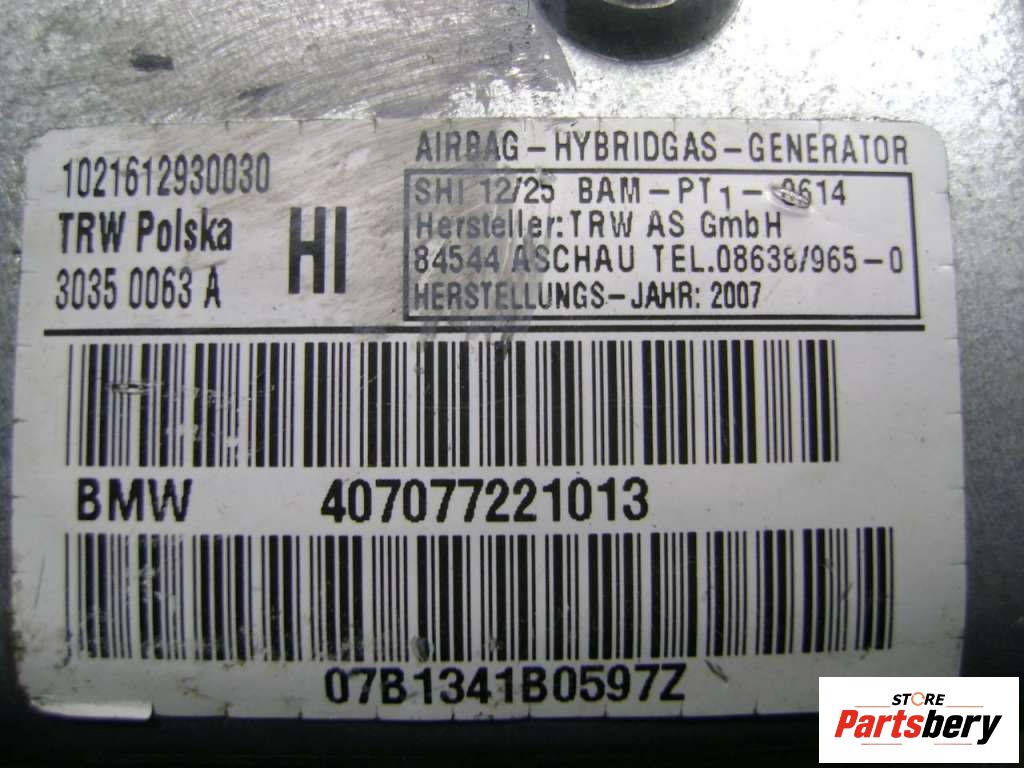 1021612930030
TRW Polska
3035 0063 A
HI
AIRBAG-HYBRIDGAS-GENERATOR
SHI 12/25 BAM-PT1-0614
Hersteller: TRW AS GmbH
84544 ASCHAU TEL.08638/965-0
HERSTELLUNGS-JAHR: 2007
BMW 407077221013
07B1341B0597Z
STORE
Partsbery